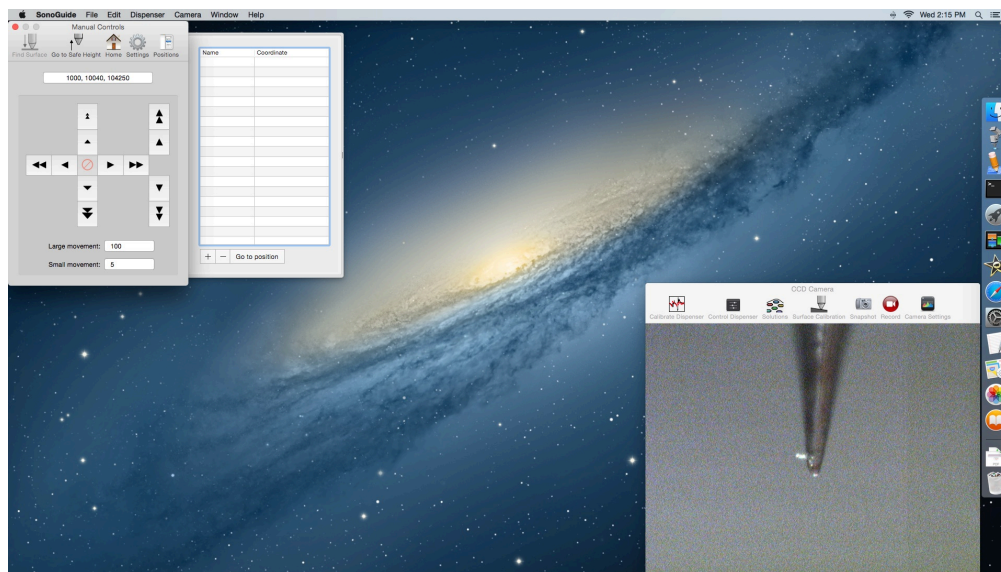 SonoGuide File Edit Dispenser Camera Window Help
Wed 2:15 PM
Manual Controls
Find Surface Go to Safe Height Home Settings Positions
1000, 10040, 104250
Large movement: 100
Small movement: 5
Name Coordinate
+ − Go to position
CCD Camera
Calibrate Dispenser Control Dispenser Solutions Surface Calibration Snapshot Record Camera Settings